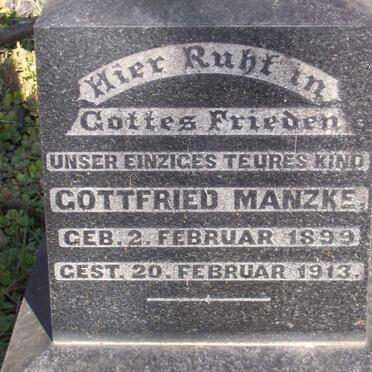 Hier Ruht in
Gottes Frieden
UNSER EINZIGES TEURES KIND
GOTTFRIED MANZKE
GEB. 2. FEBRUAR 1899
GEST. 20. FEBRUAR 1913.